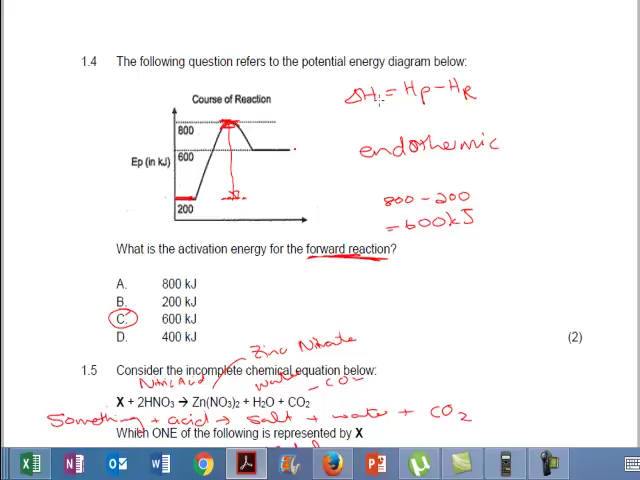 1.4 The following question refers to the potential energy diagram below:
Course of Reaction
ΔH = Hp - HR
800
endothermic
600
Ep (in kJ)
800 - 200
= 600kJ
200
What is the activation energy for the forward reaction?
A. 800 kJ
B. 200 kJ
C. 600 kJ
D. 400 kJ
(2)
Zinc Nitrate
1.5 Consider the incomplete chemical equation below:
Nitric Acid water - CO2
X + 2HNO₃ → Zn(NO₃)₂ + H₂O + CO₂
Something + acid → salt + water + CO2
Which ONE of the following is represented by X